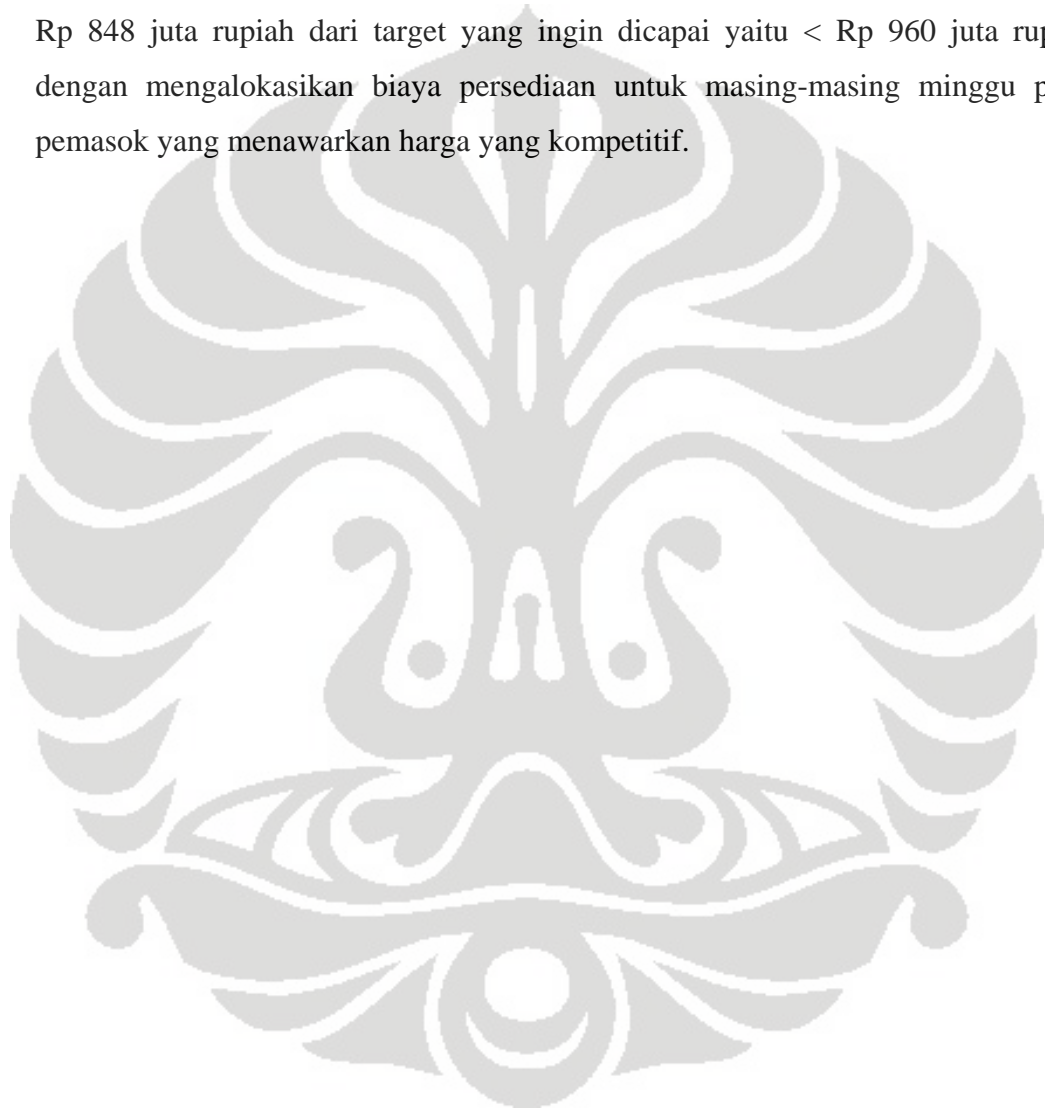 Rp 848 juta rupiah dari target yang ingin dicapai yaitu < Rp 960 juta rup
dengan mengalokasikan biaya persediaan untuk masing-masing minggu p
pemasok yang menawarkan harga yang kompetitif.